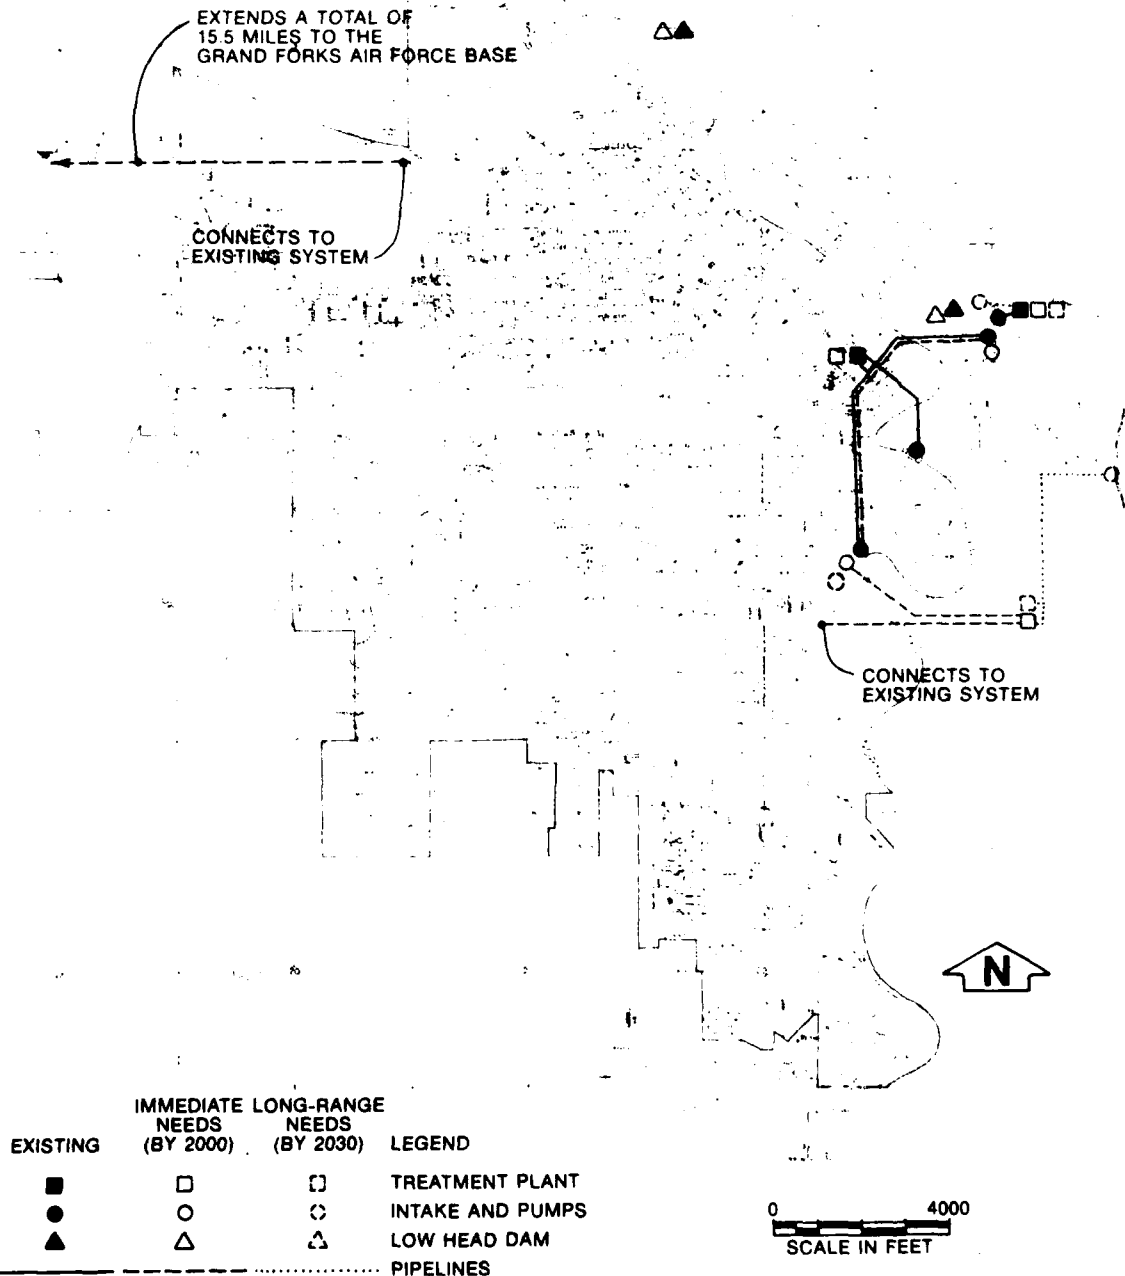 EXTENDS A TOTAL OF
15.5 MILES TO THE
GRAND FORKS AIR FORCE BASE
CONNECTS TO
EXISTING SYSTEM
CONNECTS TO
EXISTING SYSTEM
N
IMMEDIATE LONG-RANGE
NEEDS NEEDS
EXISTING (BY 2000) (BY 2030) LEGEND
TREATMENT PLANT
INTAKE AND PUMPS
LOW HEAD DAM
PIPELINES
0 4000
SCALE IN FEET